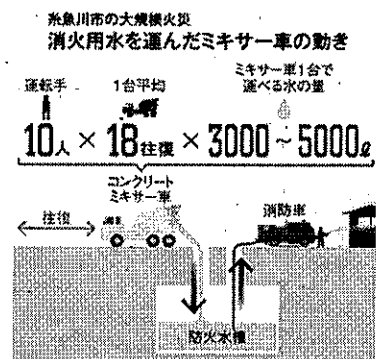 糸魚川市の大規模火災
消火用水を運んだミキサー車の動き
運転手
1台平均
ミキサー車1台で
運べる水の量
10人×18往復×3000~5000ℓ
コンクリート
ミキサー車
往復
消防車
防火水槽